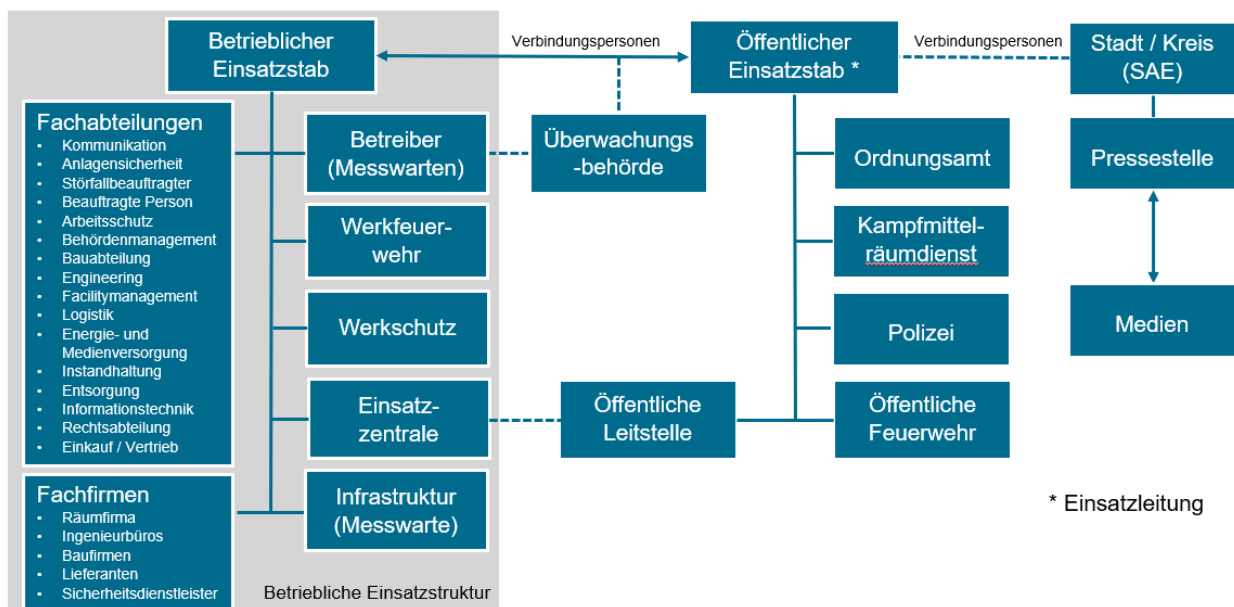 Betrieblicher
Einsatzstab
Verbindungspersonen
Öffentlicher
Einsatzstab *
Verbindungspersonen
Stadt / Kreis
(SAE)
Fachabteilungen
• Kommunikation
• Anlagensicherheit
• Störfallbeauftragter
• Beauftragte Person
• Arbeitsschutz
• Behördenmanagement
• Bauabteilung
• Engineering
• Facilitymanagement
• Logistik
• Energie- und
Medienversorgung
• Instandhaltung
• Entsorgung
• Informationstechnik
• Rechtsabteilung
• Einkauf / Vertrieb
Betreiber
(Messwarten)
Überwachungs
-behörde
Ordnungsamt
Pressestelle
Werkfeuer-
wehr
Kampfmittel-
räumdienst
Werkschutz
Polizei
Medien
Einsatz-
zentrale
Öffentliche
Leitstelle
Öffentliche
Feuerwehr
Fachfirmen
• Räumfirma
• Ingenieurbüros
• Baufirmen
• Lieferanten
• Sicherheitsdienstleister
Infrastruktur
(Messwarte)
* Einsatzleitung
Betriebliche Einsatzstruktur